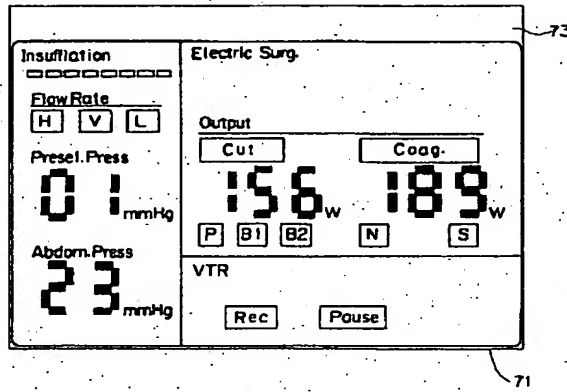 73
Insufflation
Flow Rate
H V L
Presel. Press
01 mmHg
Abdom. Press
23 mmHg
Electric Surg.
Output
Cut Coag.
156 W 189 W
P B1 B2 N S
VTR
Rec Pause
71